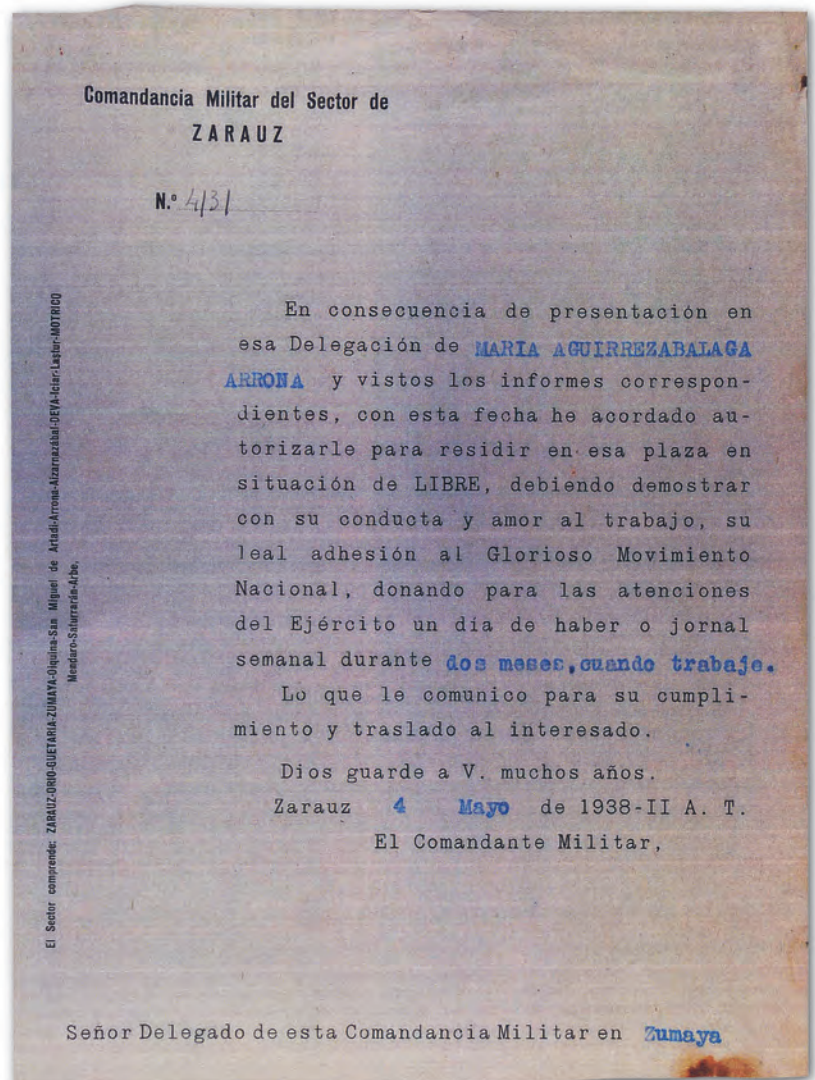 Comandancia Militar del Sector de
ZARAUZ
N.º 4131
El Sector comprende: ZARAUZ-ORIO-GUETARIA-ZUMAYA-Oiquina-San Miguel de Artadi-Arrona-Aizarnazábal-DEVA-Iciar-Lastur-MOTRICO
Mendaro-Saturrarán-Arbe.
En consecuencia de presentación en
esa Delegación de MARIA AGUIRREZABALAGA
ARRONA y vistos los informes correspon-
dientes, con esta fecha he acordado au-
torizarle para residir en esa plaza en
situación de LIBRE, debiendo demostrar
con su conducta y amor al trabajo, su
leal adhesión al Glorioso Movimiento
Nacional, donando para las atenciones
del Ejército un día de haber o jornal
semanal durante dos meses,cuando trabaje.
Lo que le comunico para su cumpli-
miento y traslado al interesado.
Dios guarde a V. muchos años.
Zarauz 4 Mayo de 1938-II A. T.
El Comandante Militar,
Señor Delegado de esta Comandancia Militar en Zumaya